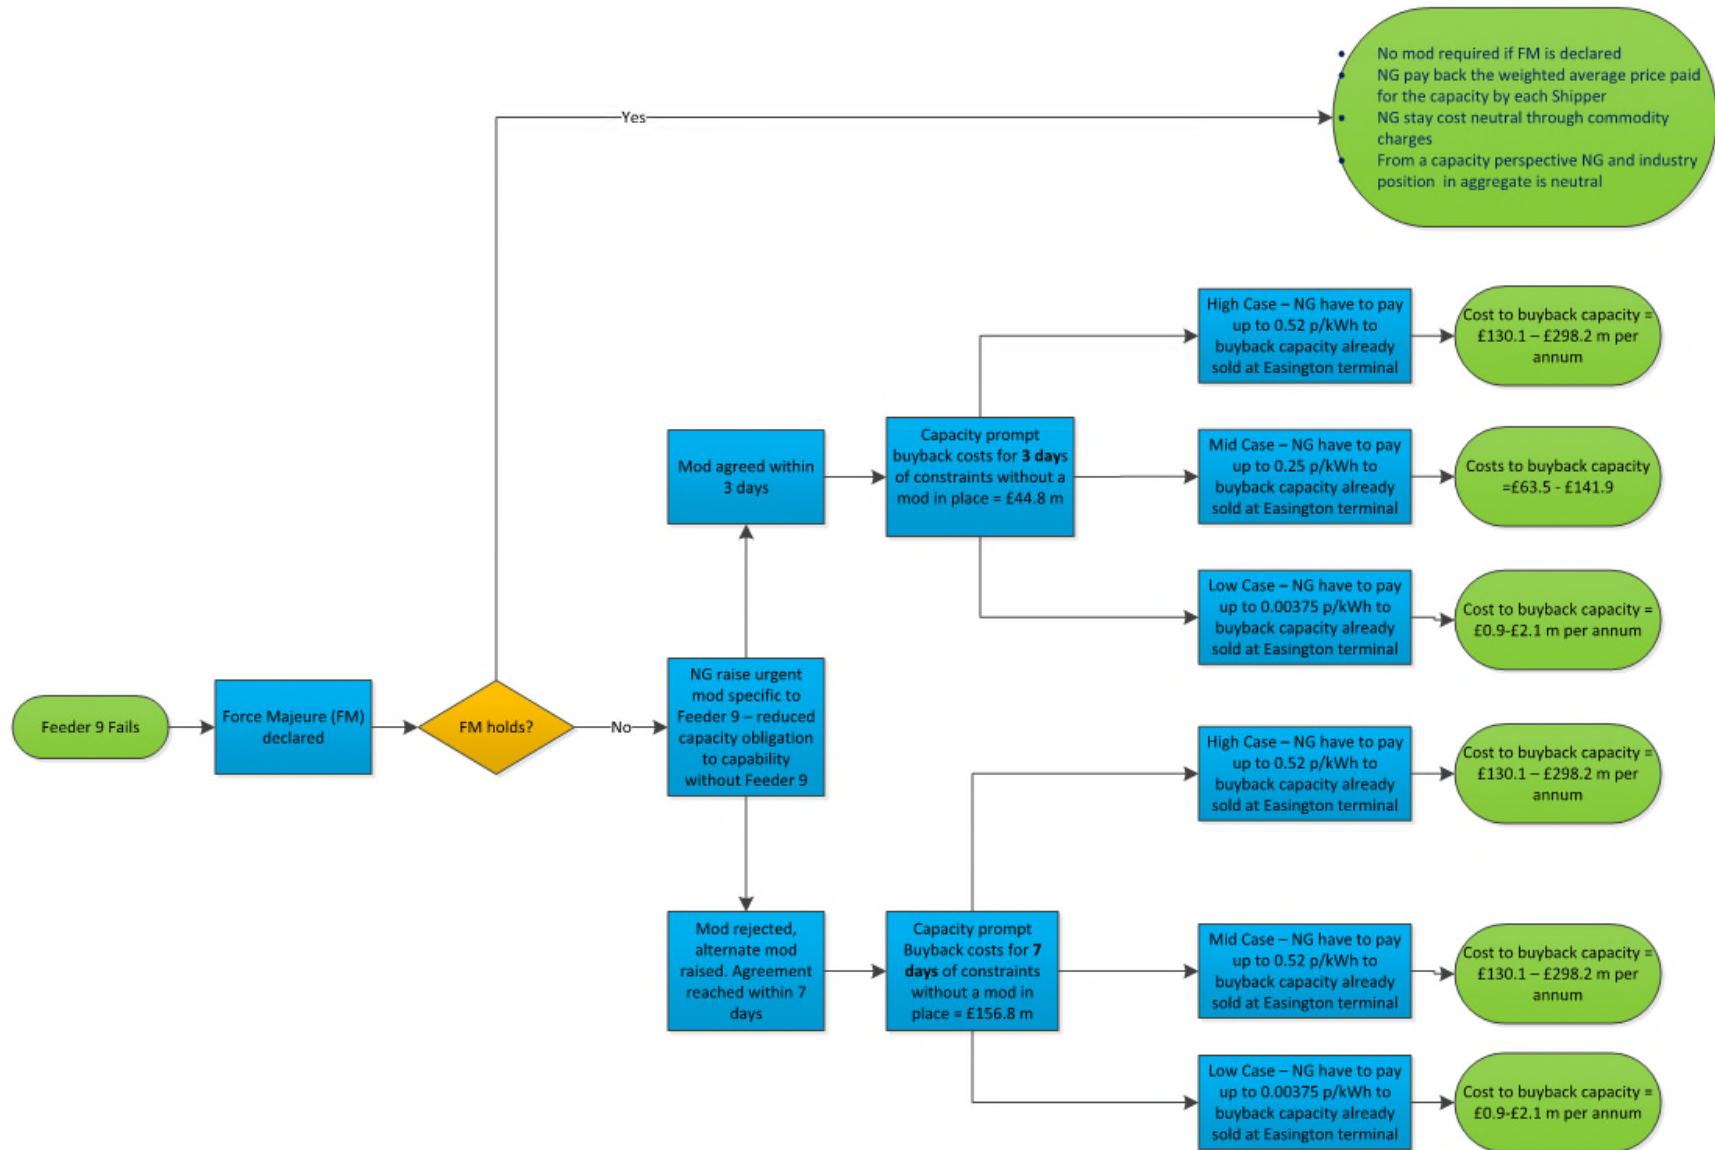 • No mod required if FM is declared
• NG pay back the weighted average price paid
for the capacity by each Shipper
• NG stay cost neutral through commodity
charges
• From a capacity perspective NG and industry
position in aggregate is neutral
Yes
High Case – NG have to pay
up to 0.52 p/kWh to
buyback capacity already
sold at Easington terminal
Cost to buyback capacity =
£130.1 – £298.2 m per
annum
Mod agreed within
3 days
Capacity prompt
buyback costs for 3 days
of constraints without a
mod in place = £44.8 m
Mid Case – NG have to pay
up to 0.25 p/kWh to
buyback capacity already
sold at Easington terminal
Costs to buyback capacity
=£63.5 - £141.9
Low Case – NG have to pay
up to 0.00375 p/kWh to
buyback capacity already
sold at Easington terminal
Cost to buyback capacity =
£0.9-£2.1 m per annum
Feeder 9 Fails
Force Majeure (FM)
declared
FM holds?
No
NG raise urgent
mod specific to
Feeder 9 – reduced
capacity obligation
to capability
without Feeder 9
High Case – NG have to pay
up to 0.52 p/kWh to
buyback capacity already
sold at Easington terminal
Cost to buyback capacity =
£130.1 – £298.2 m per
annum
Mod rejected,
alternate mod
raised. Agreement
reached within 7
days
Capacity prompt
Buyback costs for 7
days of constraints
without a mod in
place = £156.8 m
Mid Case – NG have to pay
up to 0.52 p/kWh to
buyback capacity already
sold at Easington terminal
Cost to buyback capacity =
£130.1 – £298.2 m per
annum
Low Case – NG have to pay
up to 0.00375 p/kWh to
buyback capacity already
sold at Easington terminal
Cost to buyback capacity =
£0.9-£2.1 m per annum